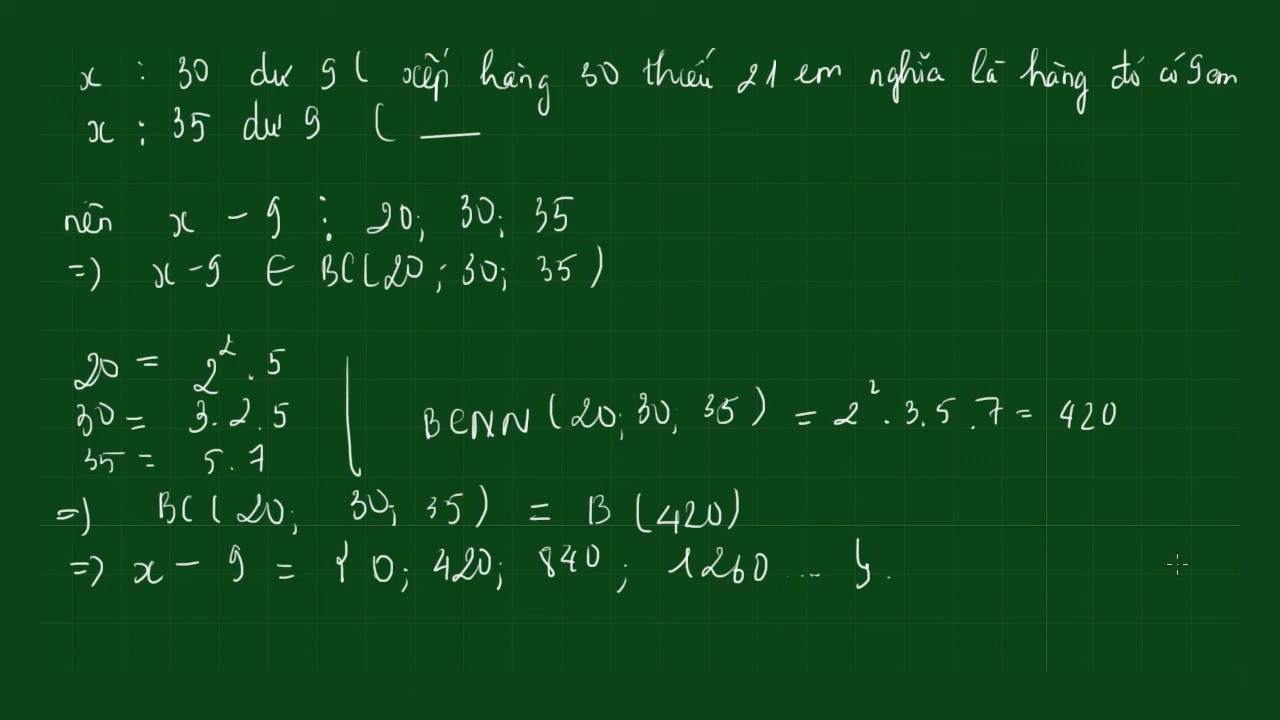 x : 30 dư 9 ( xếp hàng 30 thiếu 21 em nghĩa là hàng đó có 9 em
x : 35 dư 9 ( __
nên x - 9 ⋮ 20; 30; 35
=> x - 9 ∈ BC(20; 30; 35)
20 = 2² . 5
30 = 3 . 2 . 5
35 = 5 . 7
BCNN (20; 30; 35) = 2² . 3 . 5 . 7 = 420
=> BC(20; 30; 35) = B (420)
=> x - 9 = { 0; 420; 840; 1260 ... }.